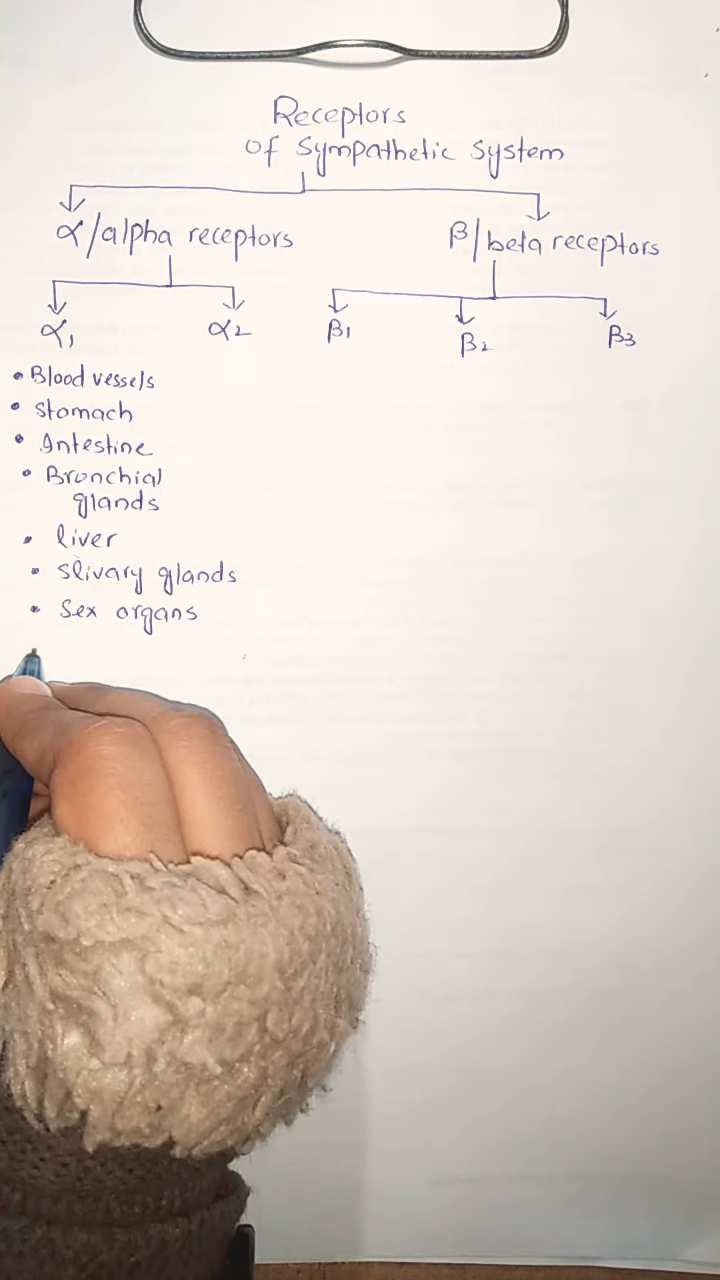 Receptors
of sympathetic system
α/alpha receptors β/beta receptors
α1 α2 β1 β2 β3
• Blood vessels
• stomach
• Intestine
• Bronchial
glands
• liver
• slivary glands
• sex organs